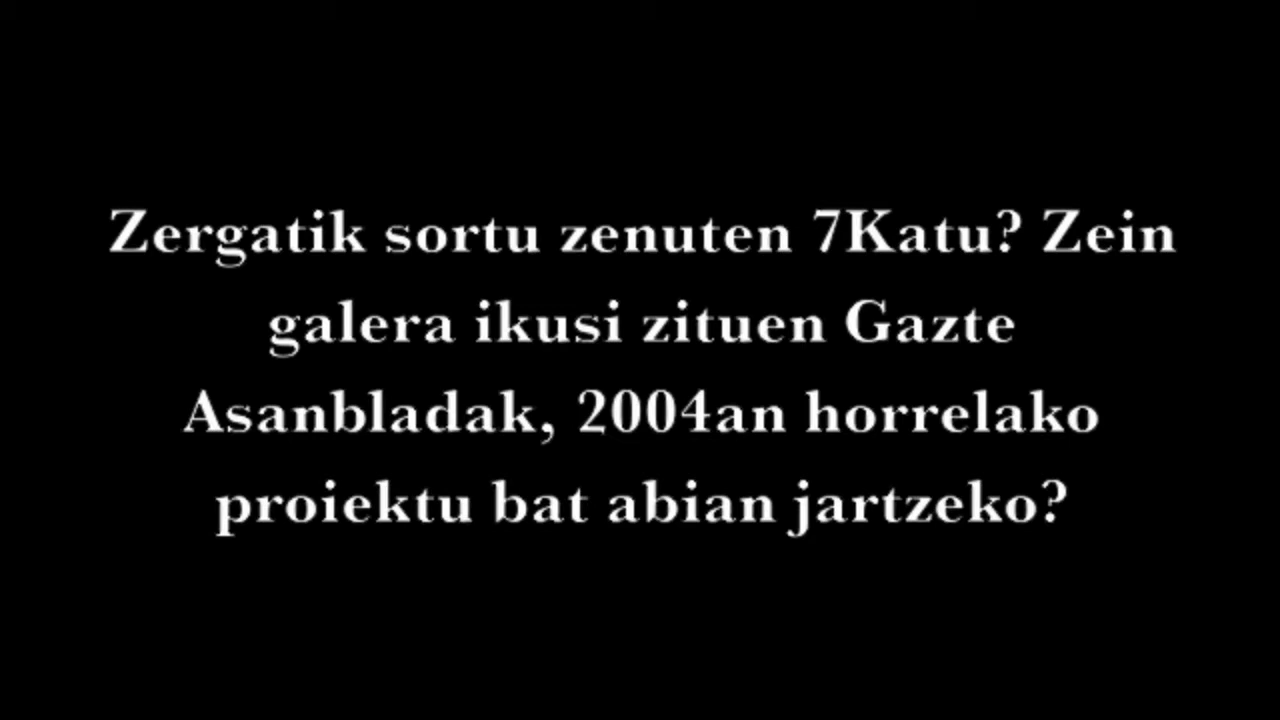 Zergatik sortu zenuten 7Katu? Zein
galera ikusi zituen Gazte
Asanbladak, 2004an horrelako
proiektu bat abian jartzeko?